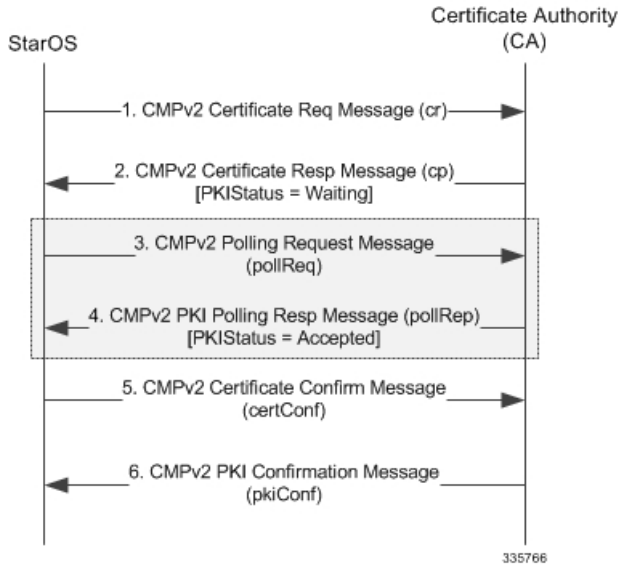 Certificate Authority
(CA)
StarOS
1. CMPv2 Certificate Req Message (cr)
2. CMPv2 Certificate Resp Message (cp)
[PKIStatus = Waiting]
3. CMPv2 Polling Request Message
(pollReq)
4. CMPv2 PKI Polling Resp Message (pollRep)
[PKIStatus = Accepted]
5. CMPv2 Certificate Confirm Message
(certConf)
6. CMPv2 PKI Confirmation Message
(pkiConf)
335766